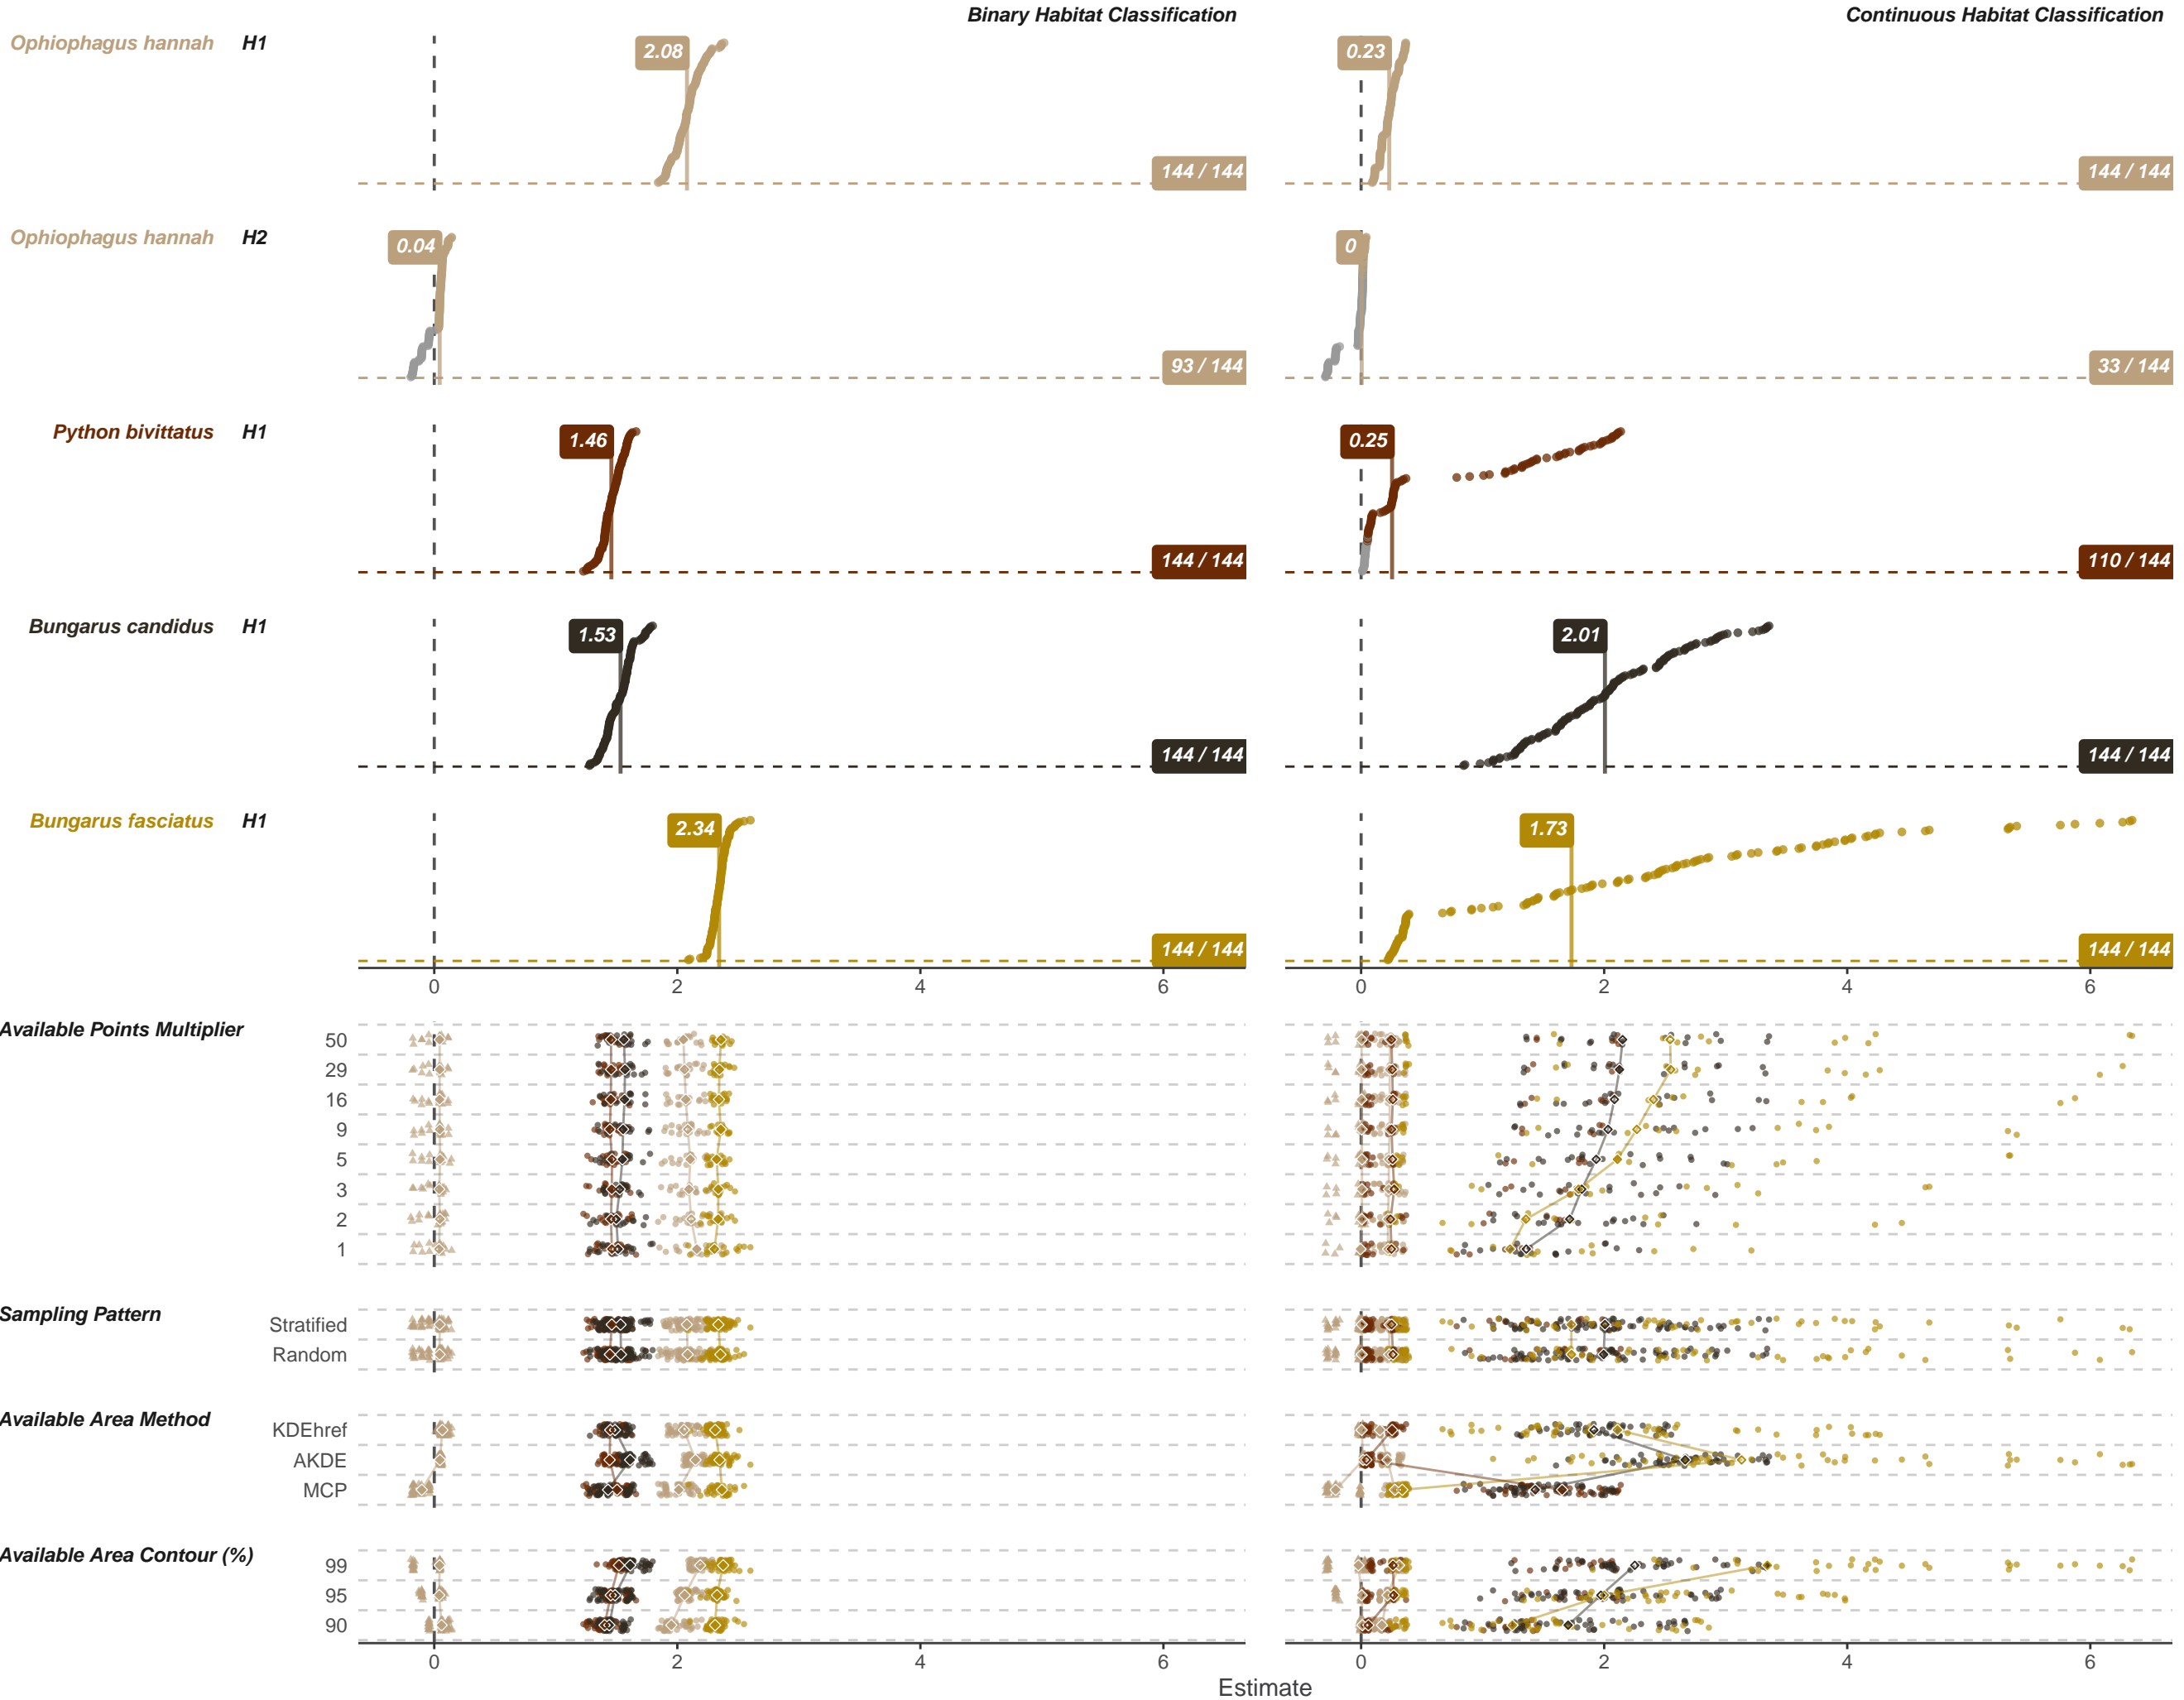 Binary Habitat Classification
Continuous Habitat Classification
Ophiophagus hannah H1
2.08
0.23
144 / 144
144 / 144
Ophiophagus hannah H2
0.04
0
93 / 144
33 / 144
Python bivittatus H1
1.46
0.25
144 / 144
110 / 144
Bungarus candidus H1
1.53
2.01
144 / 144
144 / 144
Bungarus fasciatus H1
2.34
1.73
144 / 144
144 / 144
0 2 4 6
0 2 4 6
Available Points Multiplier
50
29
16
9
5
3
2
1
Sampling Pattern
Stratified
Random
Available Area Method
KDEhref
AKDE
MCP
Available Area Contour (%)
99
95
90
0 2 4 6
0 2 4 6
Estimate